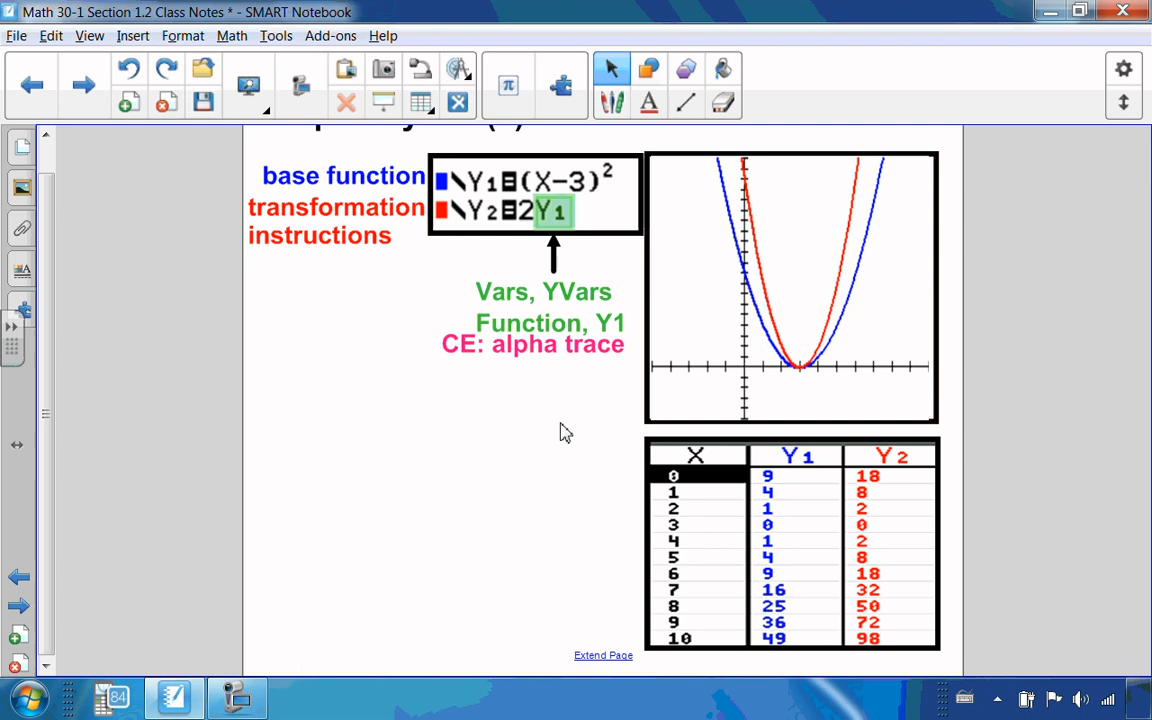 Math 30-1 Section 1.2 Class Notes * - SMART Notebook
File Edit View Insert Format Math Tools Add-ons Help
π
A
base function
\Y₁=(X-3)²
transformation
instructions
\Y₂=2Y₁
Vars, YVars
Function, Y1
CE: alpha trace
X Y₁ Y₂
0 9 18
1 4 8
2 1 2
3 0 0
4 1 2
5 4 8
6 9 18
7 16 32
8 25 50
9 36 72
10 49 98
Extend Page
84